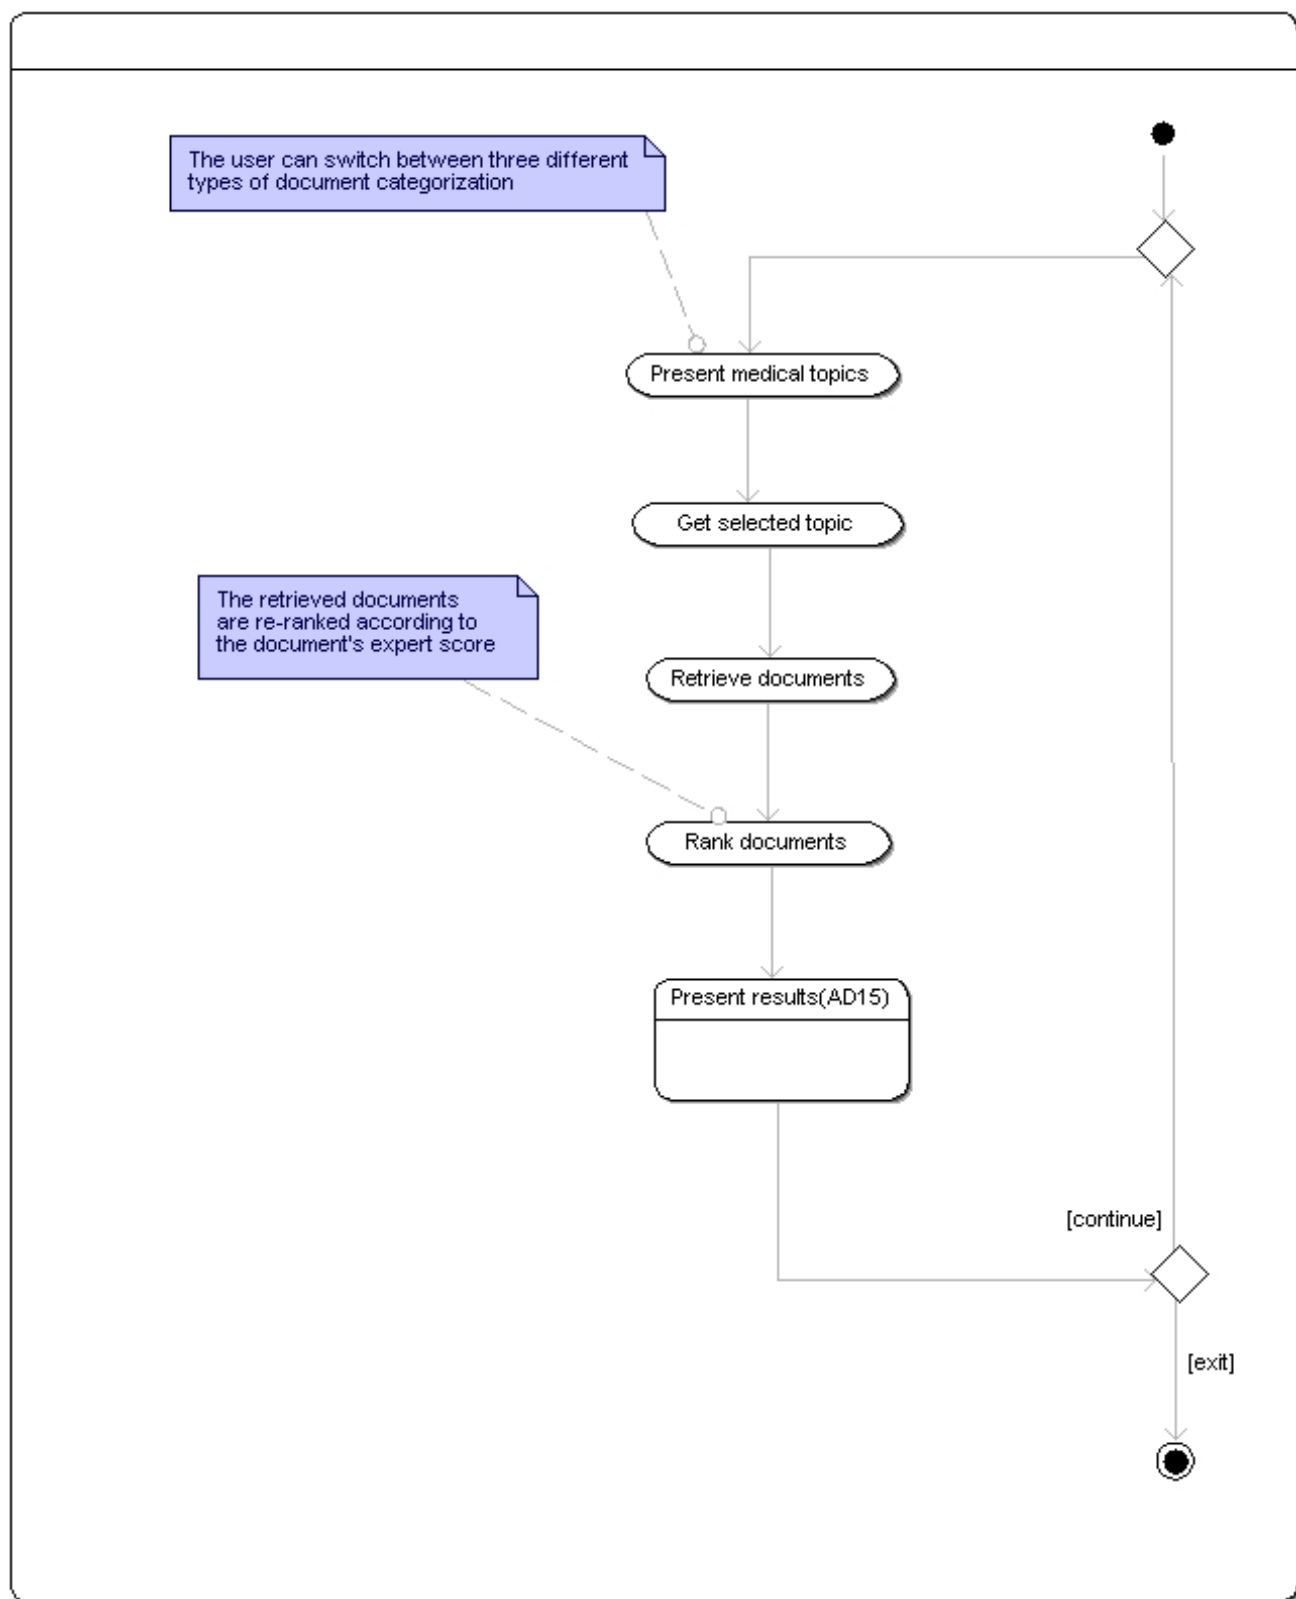 The user can switch between three different
types of document categorization
Present medical topics
Get selected topic
The retrieved documents
are re-ranked according to
the document's expert score
Retrieve documents
Rank documents
Present results(AD15)
[continue]
[exit]